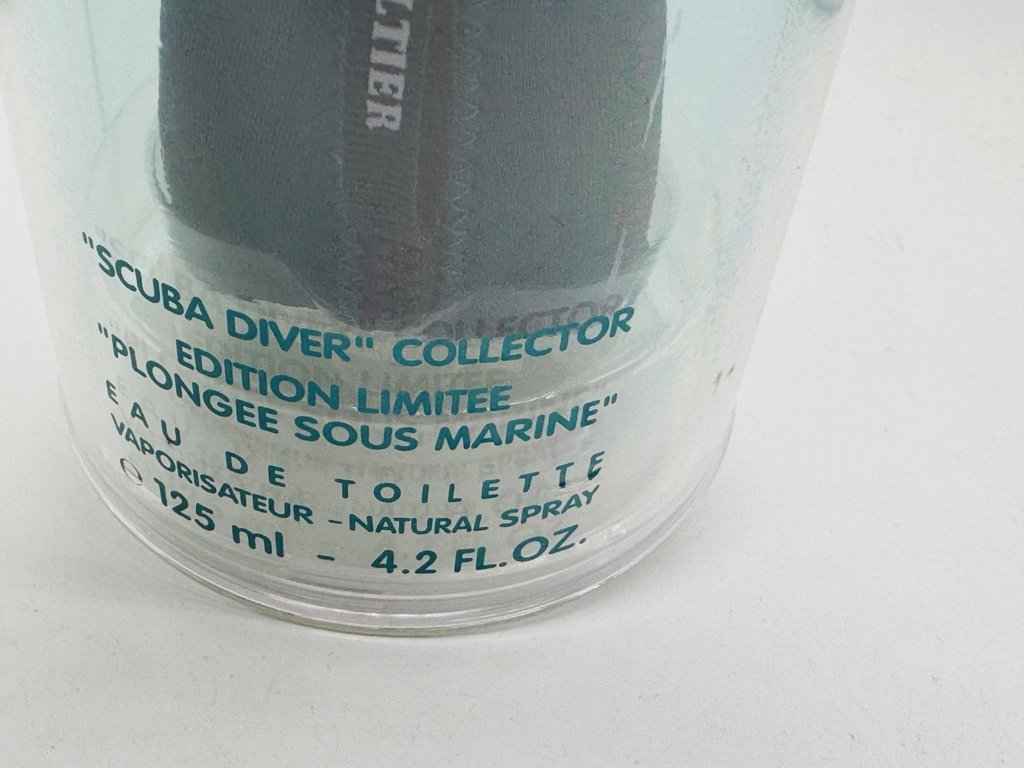 LTIER
"SCUBA DIVER" COLLECTOR
EDITION LIMITEE
"PLONGEE SOUS MARINE"
EAU DE TOILETTE
VAPORISATEUR - NATURAL SPRAY
125 ml - 4.2 FL.OZ.